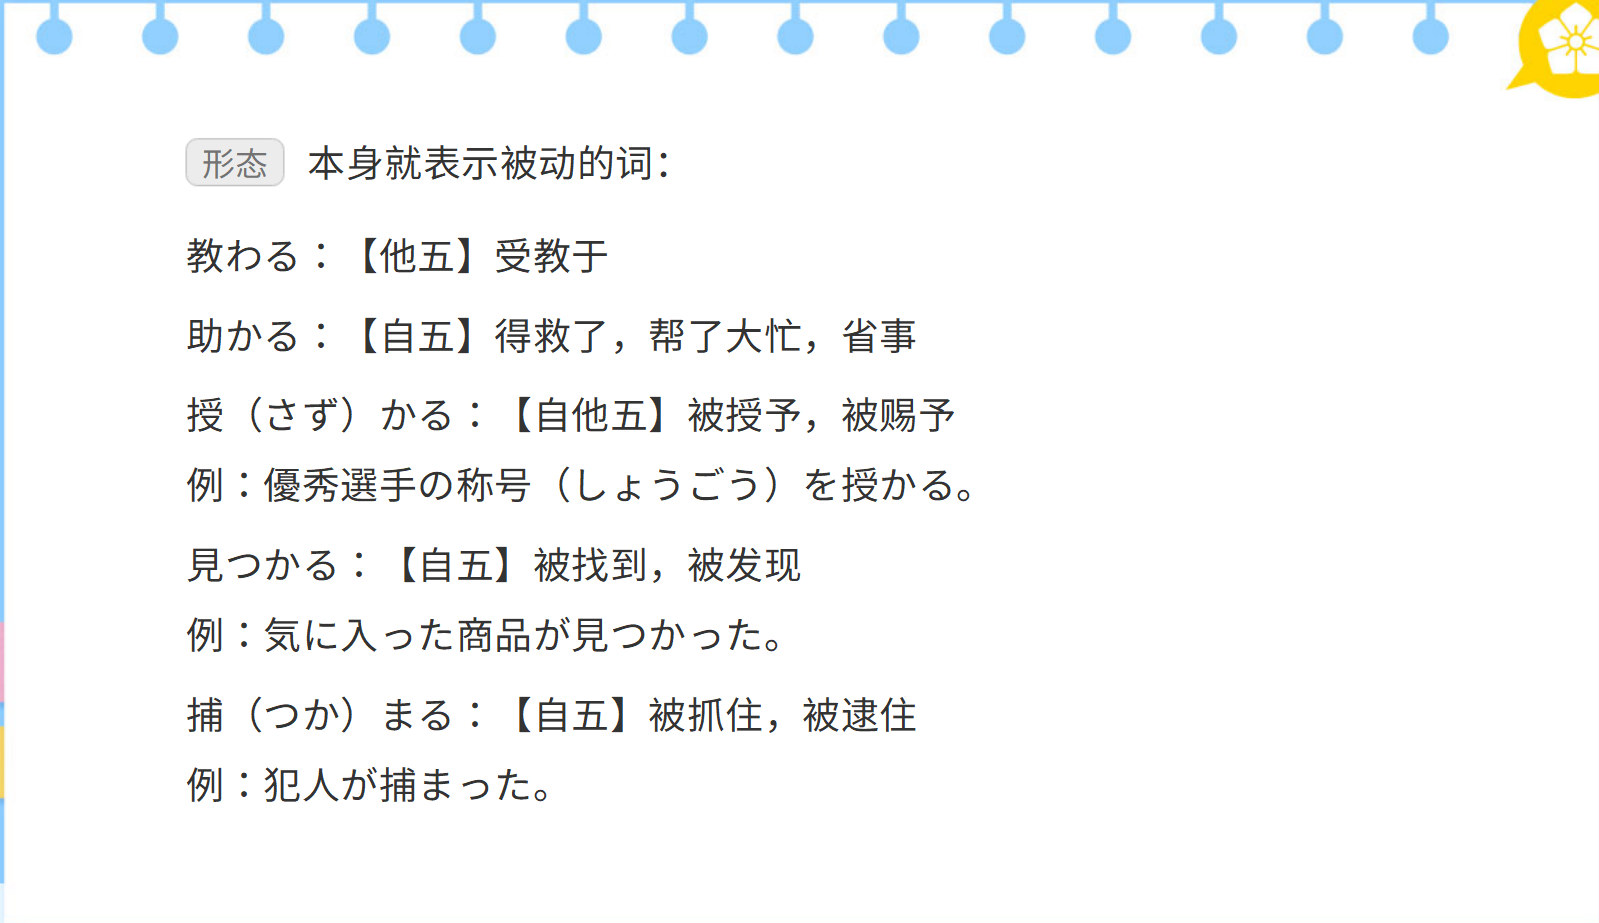 形态 本身就表示被动的词：
教わる：【他五】受教于
助かる：【自五】得救了，帮了大忙，省事
授（さず）かる：【自他五】被授予，被赐予
例：優秀選手の称号（しょうごう）を授かる。
見つかる：【自五】被找到，被发现
例：気に入った商品が見つかった。
捕（つか）まる：【自五】被抓住，被逮住
例：犯人が捕まった。